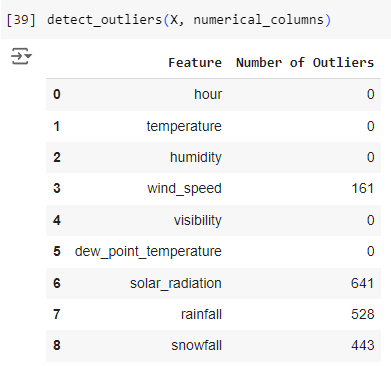 [39] detect_outliers(X, numerical_columns)
Feature Number of Outliers
0 hour 0
1 temperature 0
2 humidity 0
3 wind_speed 161
4 visibility 0
5 dew_point_temperature 0
6 solar_radiation 641
7 rainfall 528
8 snowfall 443